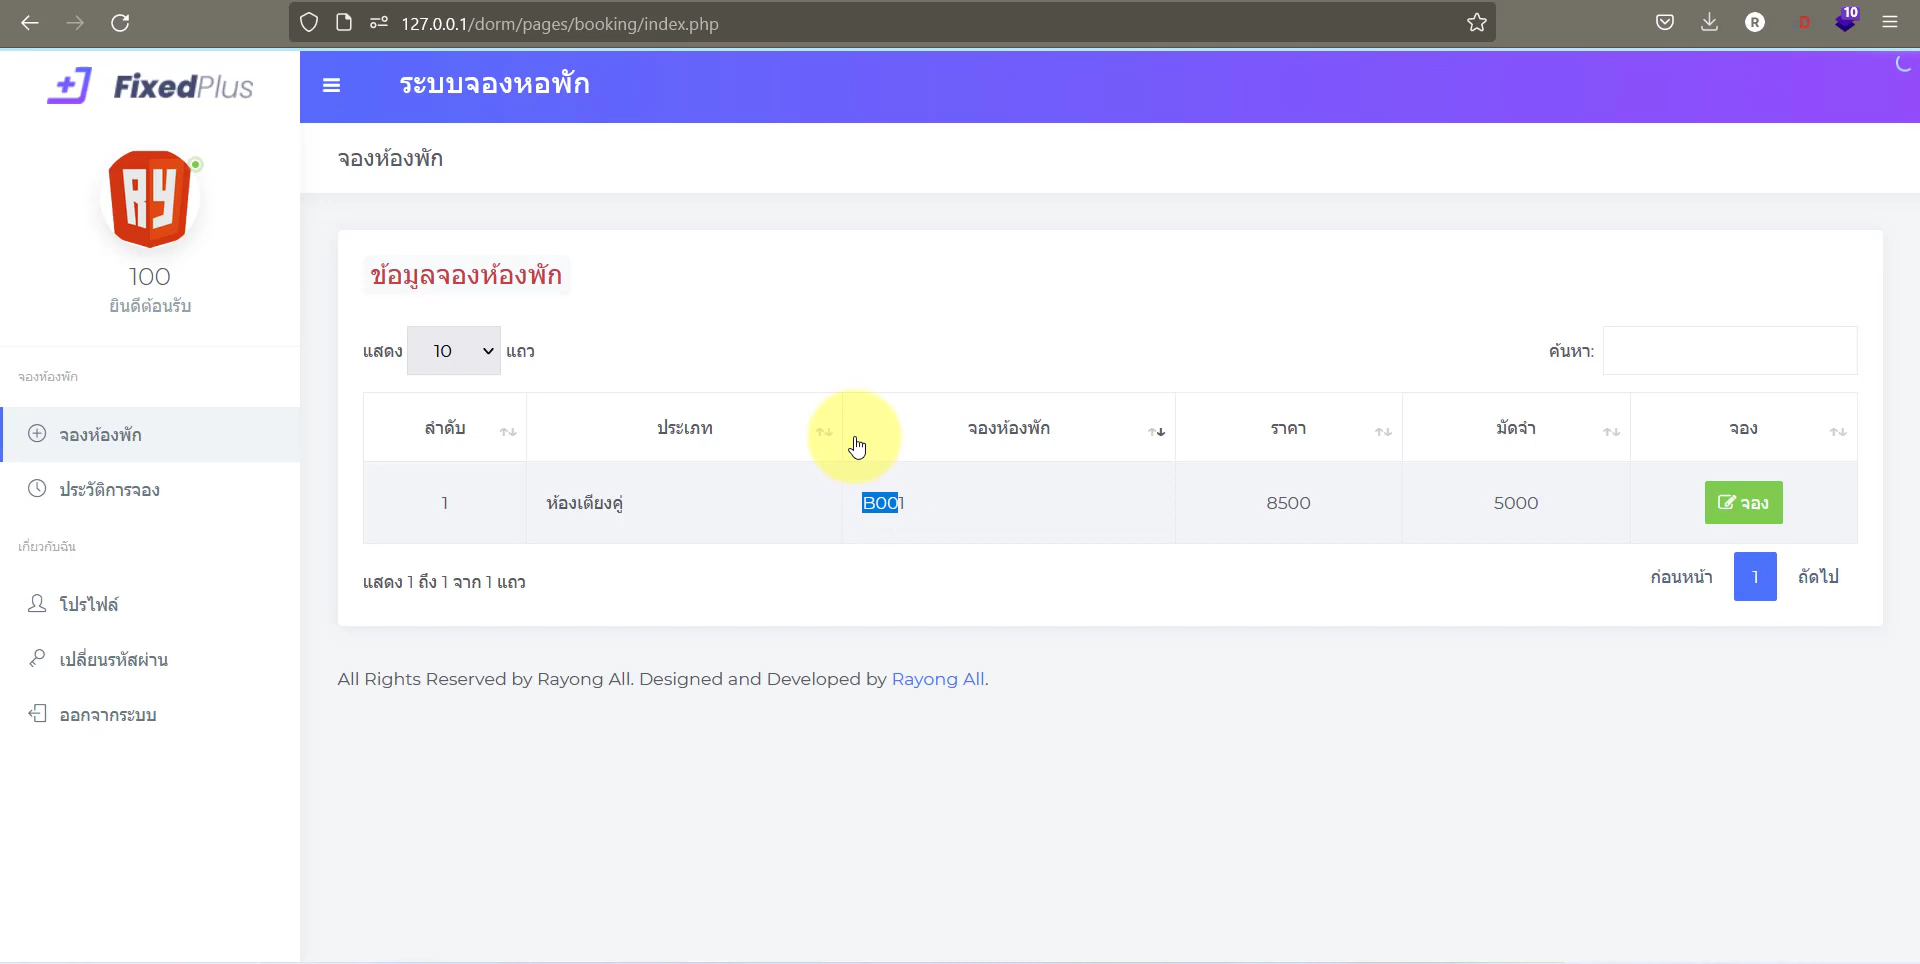 127.0.0.1/dorm/pages/booking/index.php
R
D
10
FixedPlus
ระบบจองหอพัก
จองห้องพัก
RY
100
ยินดีต้อนรับ
ข้อมูลจองห้องพัก
แสดง 10 แถว
ค้นหา:
จองห้องพัก
จองห้องพัก
ประวัติการจอง
เกี่ยวกับฉัน
โปรไฟล์
เปลี่ยนรหัสผ่าน
ออกจากระบบ
ลำดับ ประเภท จองห้องพัก ราคา มัดจำ จอง
1 ห้องเตียงคู่ B001 8500 5000 จอง
แสดง 1 ถึง 1 จาก 1 แถว
ก่อนหน้า 1 ถัดไป
All Rights Reserved by Rayong All. Designed and Developed by Rayong All.